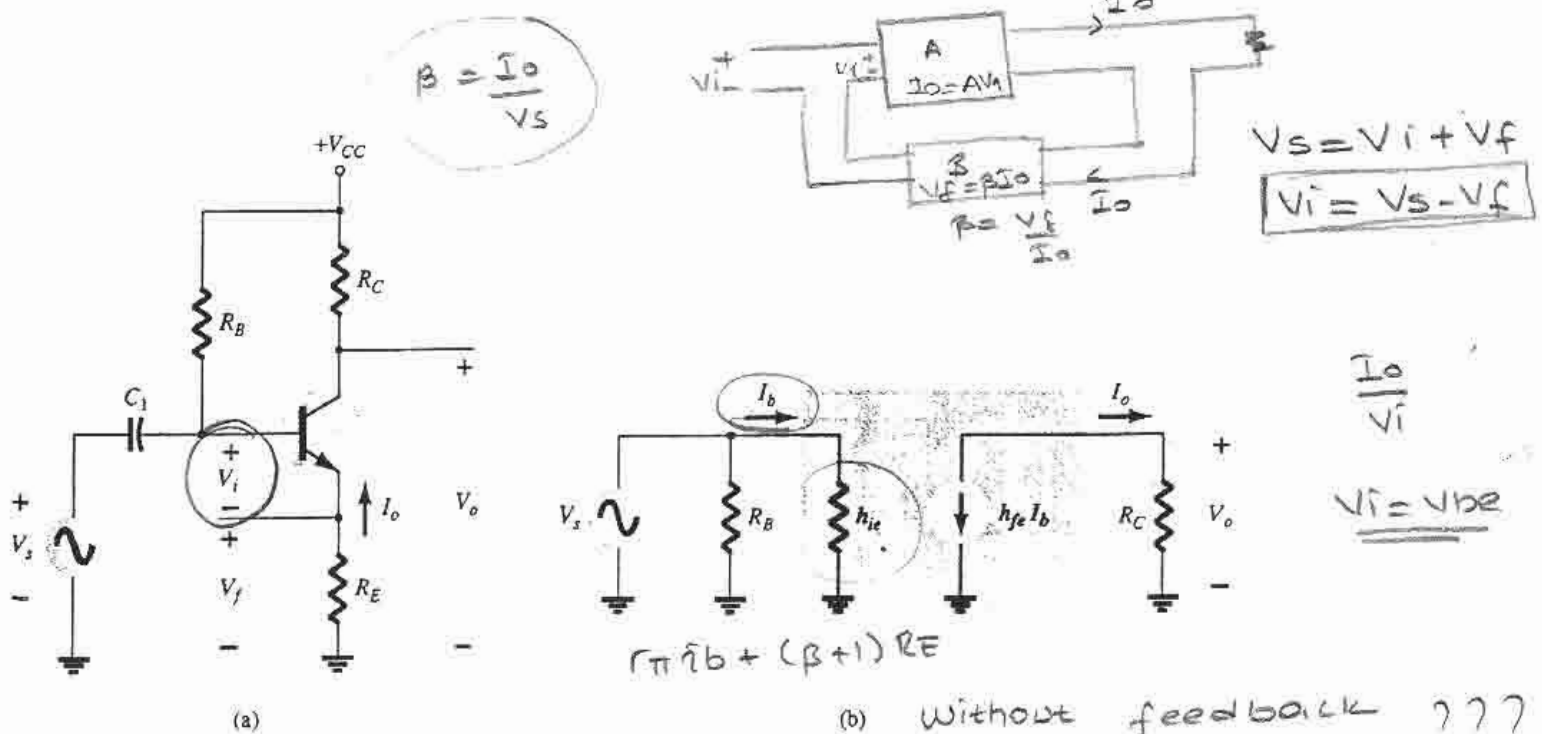 β = Io / Vs
+VCC
RC
RB
C1
+
Vi
−
Io
+
Vf
−
RE
+
Vs
−
+
Vo
−
(a)
Io
Vi
+
−
A
V1
+
−
Io = AV1
B
Vf = βIo
Io
β = Vf / Io
Vs = Vi + Vf
Vi = Vs − Vf
Ib
Io
Vs
RB
hie
hfe Ib
RC
+
Vo
−
Io / Vi
Vi = Vbe
rπ ib + (β+1) RE
(b) without feedback ???